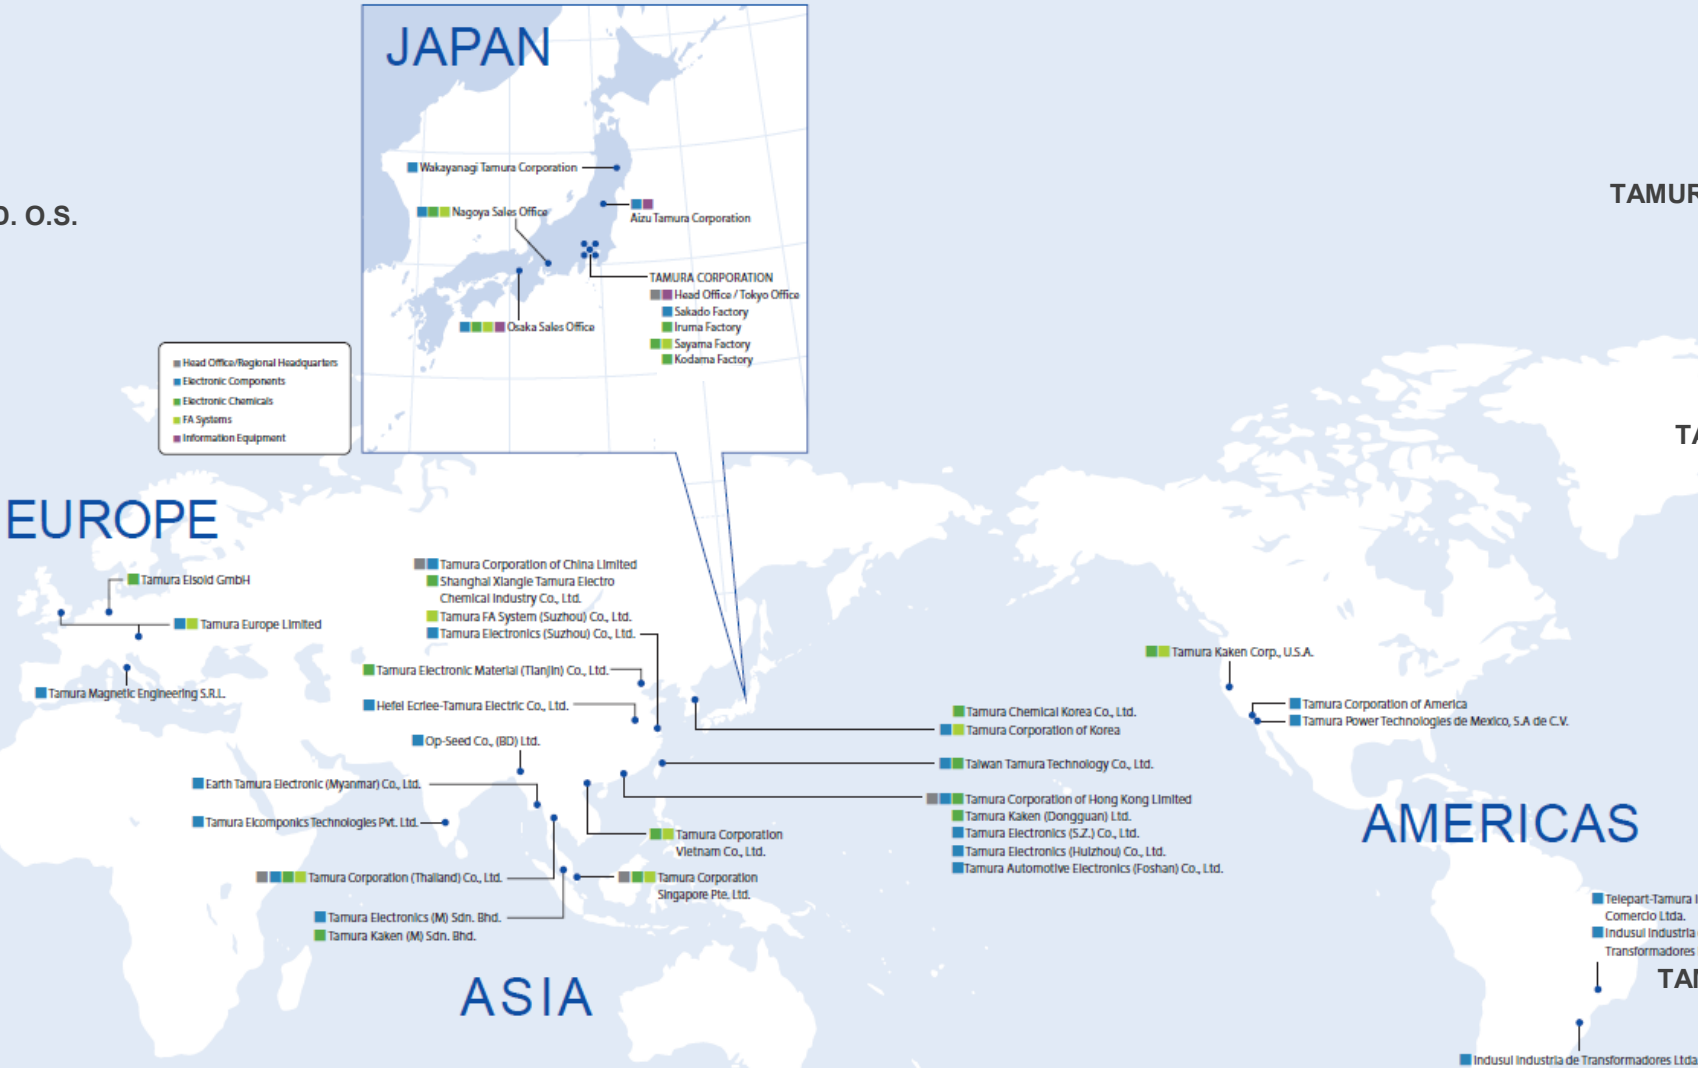 JAPAN
Wakayanagi Tamura Corporation
Nagoya Sales Office
Aizu Tamura Corporation
TAMURA CORPORATION
Head Office / Tokyo Office
Sakado Factory
Iruma Factory
Sayama Factory
Kodama Factory
Osaka Sales Office
O.S.
TAMUR
Head Office/Regional Headquarters
Electronic Components
Electronic Chemicals
FA Systems
Information Equipment
TA
EUROPE
Tamura Elsold GmbH
Tamura Europe Limited
Tamura Magnetic Engineering S.R.L.
Tamura Corporation of China Limited
Shanghai Xiangle Tamura Electro
Chemical Industry Co., Ltd.
Tamura FA System (Suzhou) Co., Ltd.
Tamura Electronics (Suzhou) Co., Ltd.
Tamura Electronic Material (Tianjin) Co., Ltd.
Hefei Ecriee-Tamura Electric Co., Ltd.
Op-Seed Co., (BD) Ltd.
Earth Tamura Electronic (Myanmar) Co., Ltd.
Tamura Elcomponics Technologies Pvt. Ltd.
Tamura Corporation (Thailand) Co., Ltd.
Tamura Electronics (M) Sdn. Bhd.
Tamura Kaken (M) Sdn. Bhd.
Tamura Corporation
Vietnam Co., Ltd.
Tamura Corporation
Singapore Pte, Ltd.
ASIA
Tamura Chemical Korea Co., Ltd.
Tamura Corporation of Korea
Taiwan Tamura Technology Co., Ltd.
Tamura Corporation of Hong Kong Limited
Tamura Kaken (Dongguan) Ltd.
Tamura Electronics (S.Z.) Co., Ltd.
Tamura Electronics (Huizhou) Co., Ltd.
Tamura Automotive Electronics (Foshan) Co., Ltd.
Tamura Kaken Corp., U.S.A.
Tamura Corporation of America
Tamura Power Technologies de Mexico, S.A de C.V.
AMERICAS
Telepart-Tamura
Comercio Ltda.
Indusul Industria
Transformadores
TAM
Indusul Industria de Transformadores Ltda